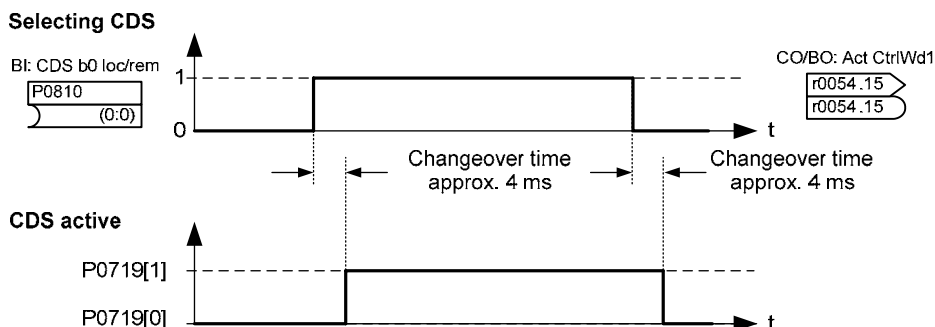 Selecting CDS
BI: CDS b0 loc/rem
P0810
(0:0)
1
0
t
CO/BO: Act CtrlWd1
r0054.15
r0054.15
Changeover time
approx. 4 ms
Changeover time
approx. 4 ms
CDS active
P0719[1]
P0719[0]
t